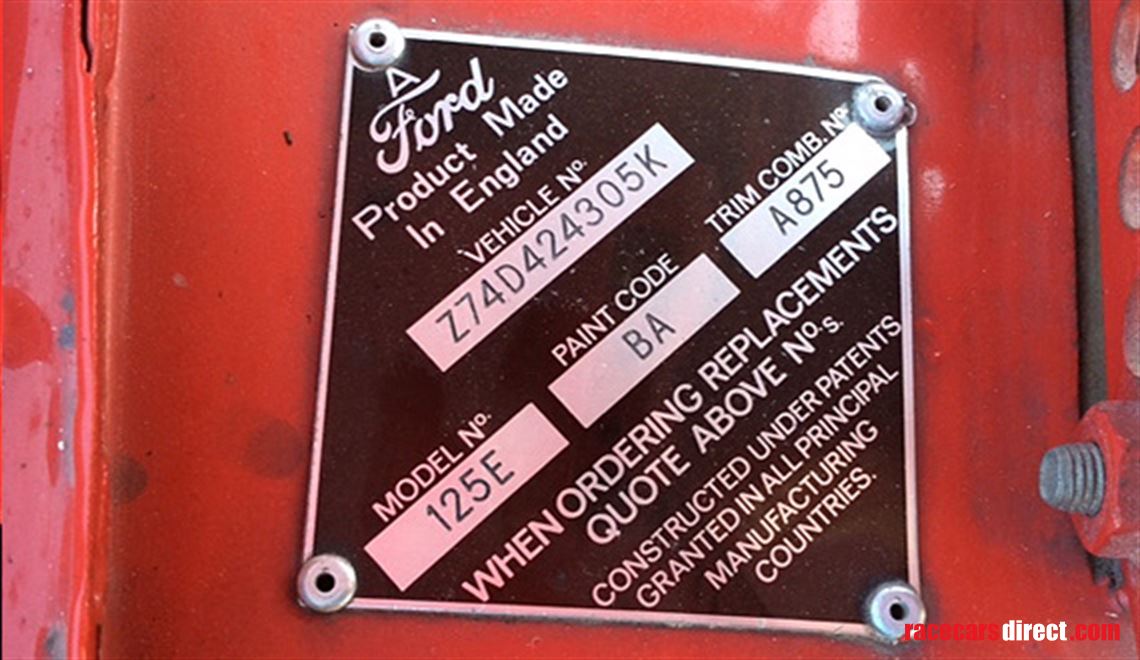 A
Ford
Product Made
In England
VEHICLE Nº.
Z74D424305K
PAINT CODE
BA
TRIM COMB. Nº.
A875
MODEL Nº.
125E
WHEN ORDERING REPLACEMENTS
QUOTE ABOVE Nº.s.
CONSTRUCTED UNDER PATENTS
GRANTED IN ALL PRINCIPAL
MANUFACTURING
COUNTRIES.
racecarsdirect.com